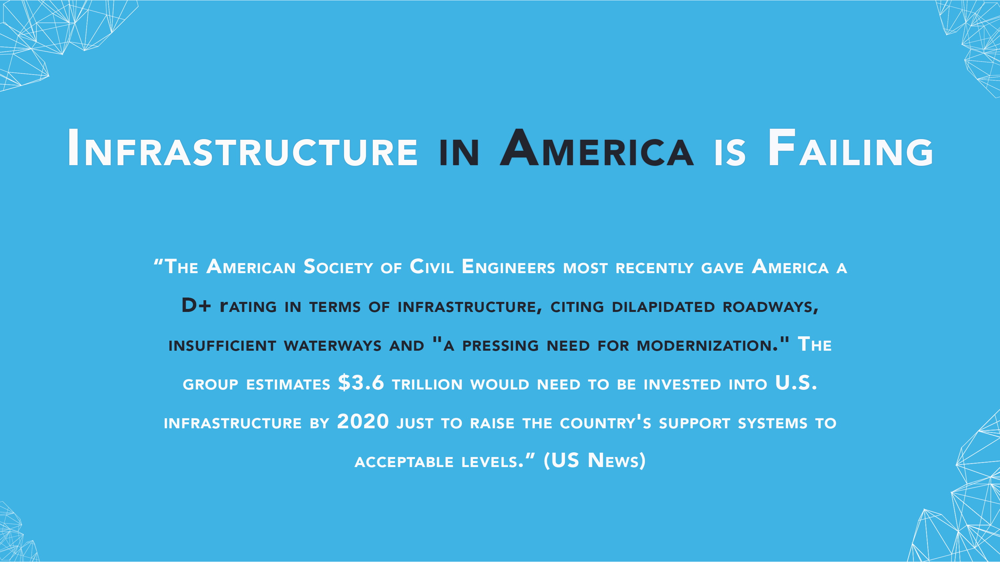 Infrastructure in America is Failing
“The American Society of Civil Engineers most recently gave America a
D+ rating in terms of infrastructure, citing dilapidated roadways,
insufficient waterways and "a pressing need for modernization." The
group estimates $3.6 trillion would need to be invested into U.S.
infrastructure by 2020 just to raise the country's support systems to
acceptable levels.” (US News)